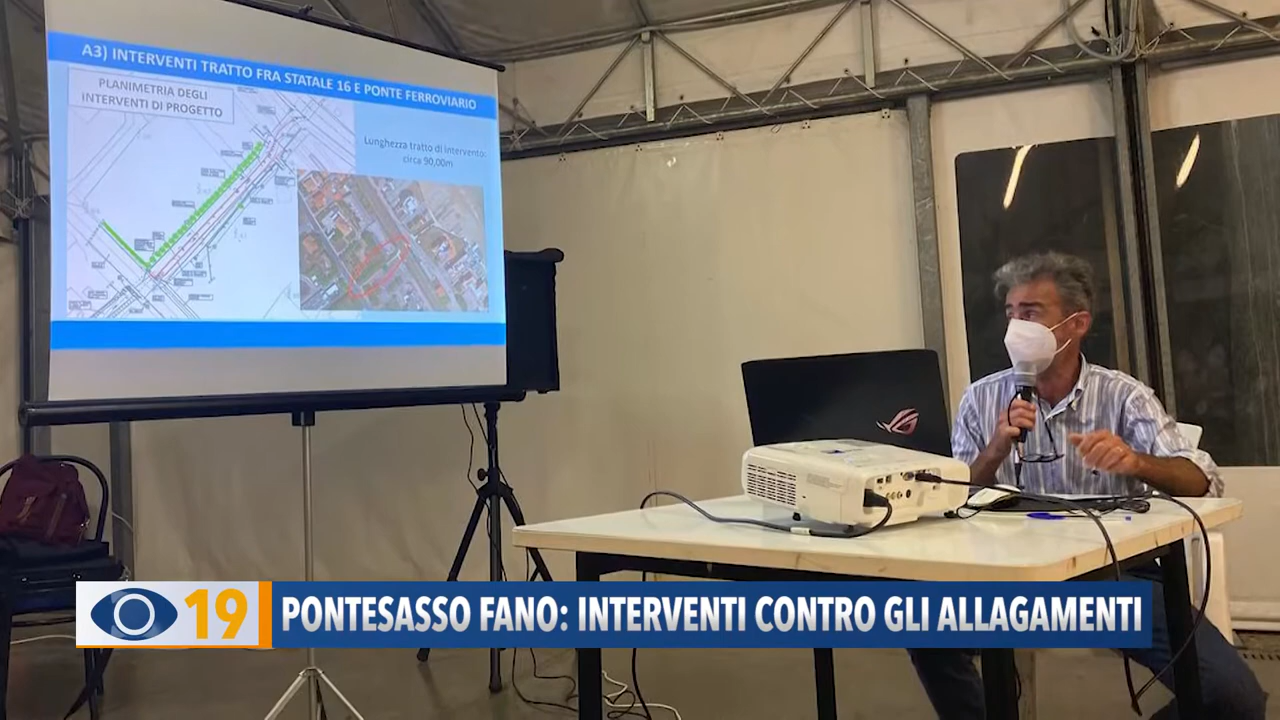 A3) INTERVENTI TRATTO FRA STATALE 16 E PONTE FERROVIARIO
PLANIMETRIA DEGLI
INTERVENTI DI PROGETTO
Lunghezza tratto di intervento:
circa 90,00m
19
PONTESASSO FANO: INTERVENTI CONTRO GLI ALLAGAMENTI